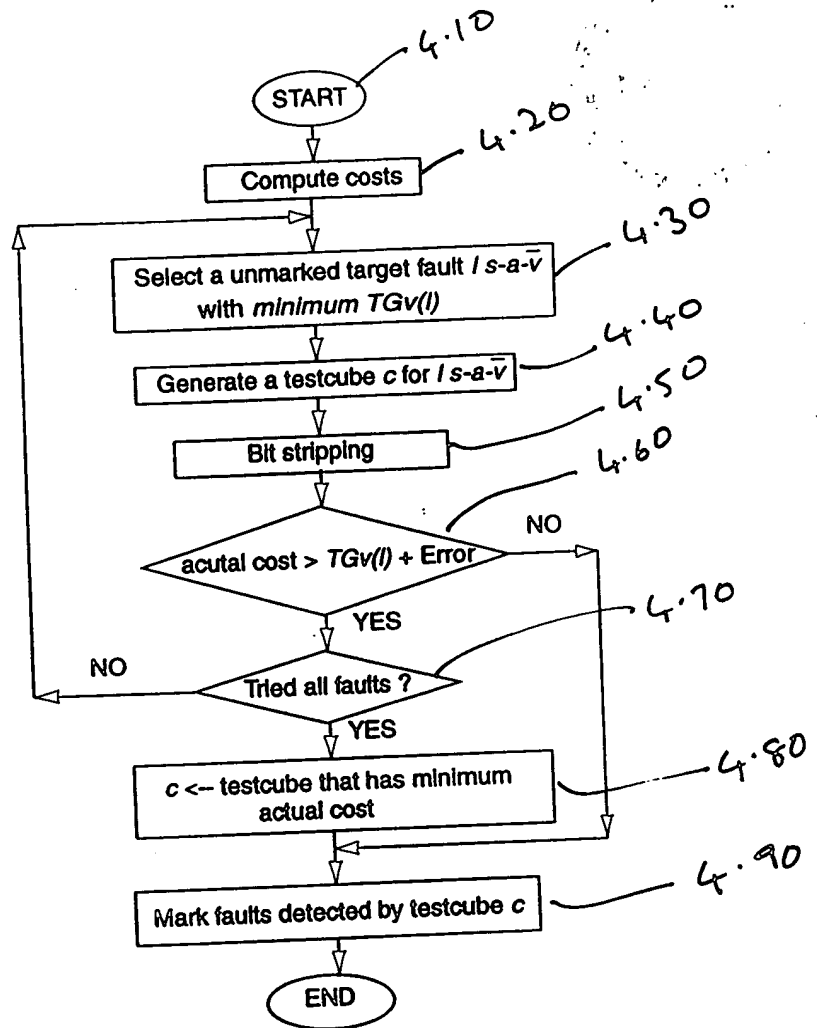 4.10
START
4.20
Compute costs
4.30
Select a unmarked target fault l s-a-v̅
with minimum TGv(l)
4.40
Generate a testcube c for l s-a-v̅
4.50
Bit stripping
4.60
NO
acutal cost > TGv(l) + Error
YES
4.70
NO
Tried all faults ?
YES
c <-- testcube that has minimum
actual cost
4.80
4.90
Mark faults detected by testcube c
END